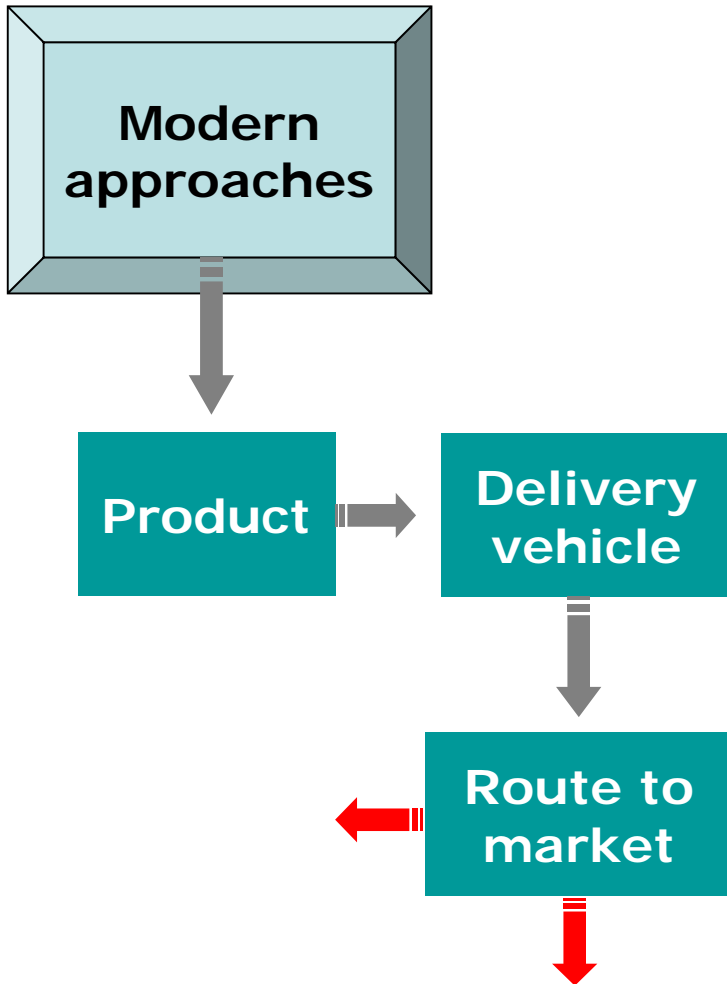 Modern
approaches
Product
Delivery
vehicle
Route to
market